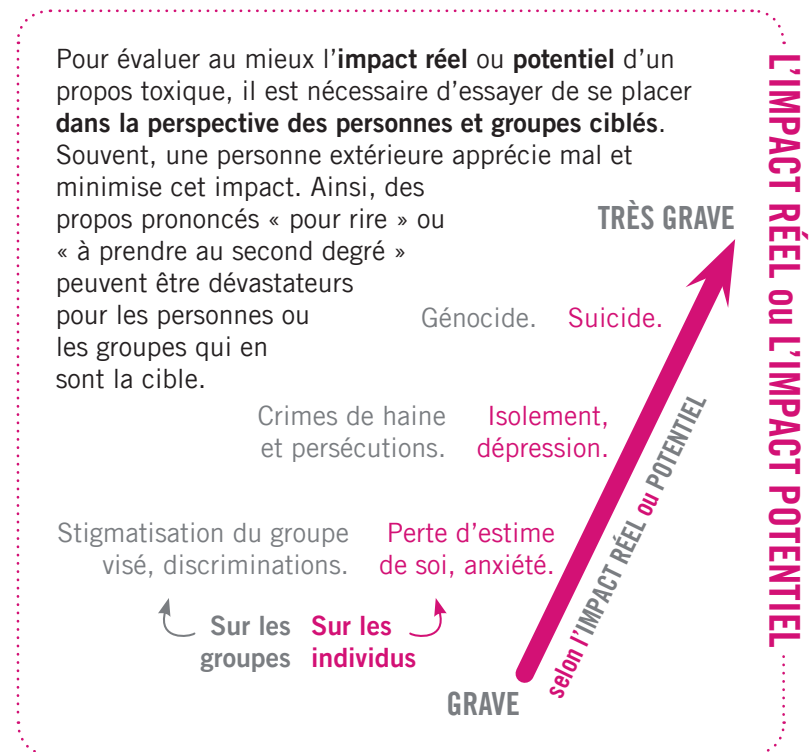 Pour évaluer au mieux l’impact réel ou potentiel d’un
propos toxique, il est nécessaire d’essayer de se placer
dans la perspective des personnes et groupes ciblés.
Souvent, une personne extérieure apprécie mal et
minimise cet impact. Ainsi, des
propos prononcés « pour rire » ou
« à prendre au second degré »
peuvent être dévastateurs
pour les personnes ou
les groupes qui en
sont la cible.
TRÈS GRAVE
Génocide. Suicide.
Crimes de haine
et persécutions.
Isolement,
dépression.
Stigmatisation du groupe
visé, discriminations.
Perte d’estime
de soi, anxiété.
Sur les
groupes
Sur les
individus
GRAVE
selon l’IMPACT RÉEL ou POTENTIEL
L’IMPACT RÉEL ou L’IMPACT POTENTIEL